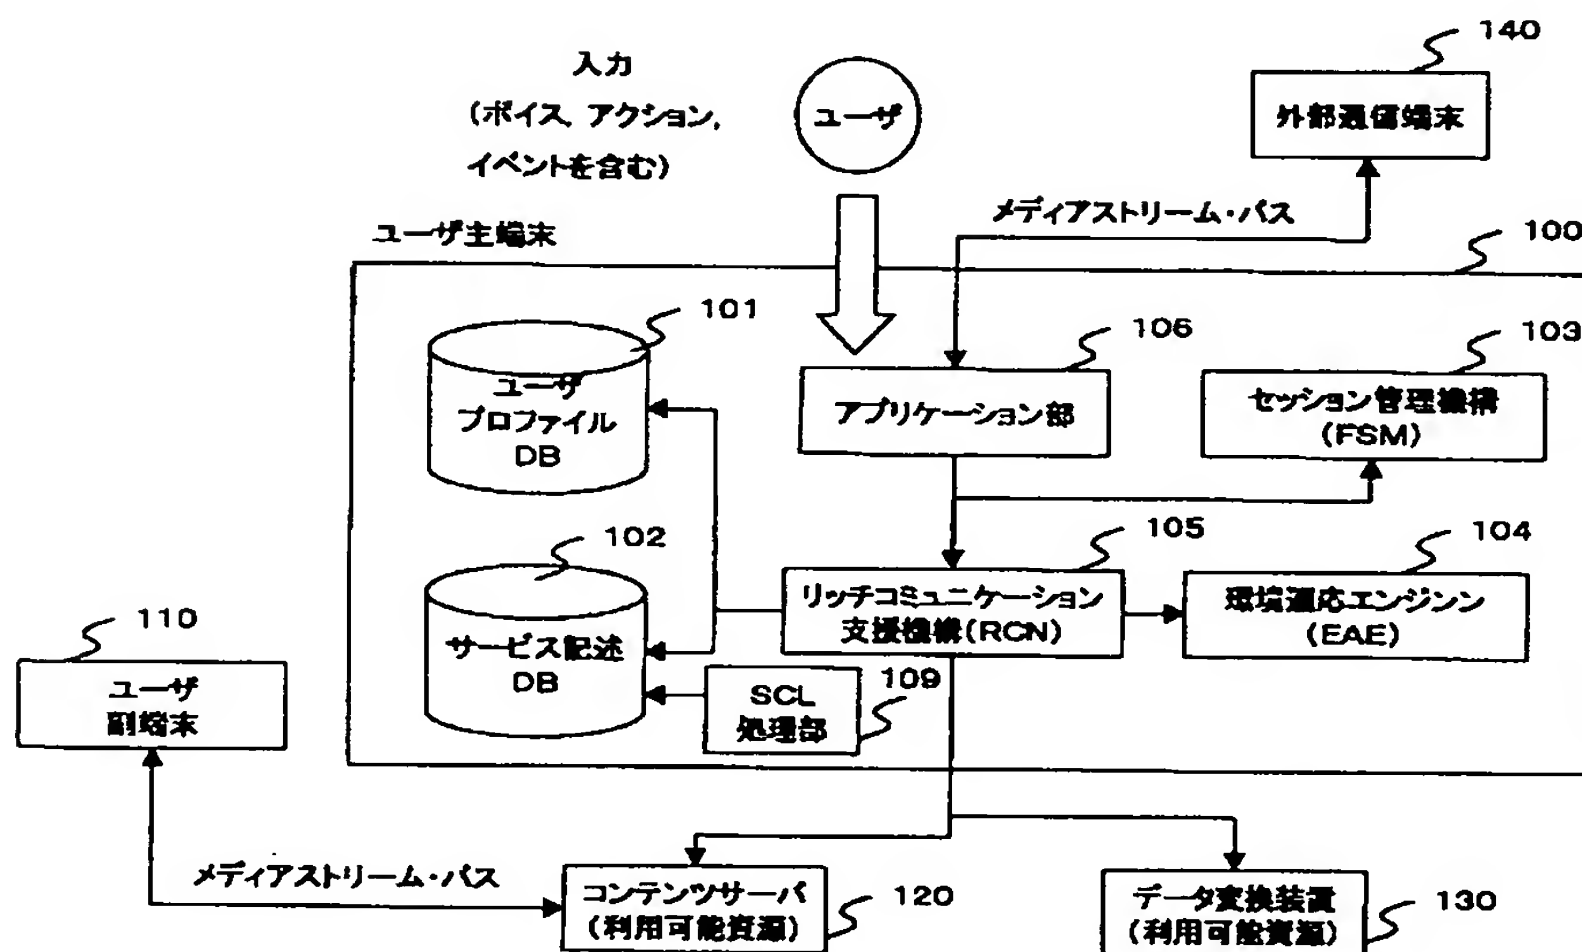 140
入力
(ボイス, アクション,
イベントを含む)
ユーザ
外部通信端末
メディアストリーム・パス
ユーザ主端末
100
101
106
103
ユーザ
プロファイル
DB
アプリケーション部
セッション管理機構
(FSM)
102
105
104
サービス記述
DB
リッチコミュニケーション
支援機構(RCN)
環境適応エンジンン
(EAE)
110
ユーザ
副端末
SCL
処理部
109
メディアストリーム・パス
コンテンツサーバ
(利用可能資源)
120
データ変換装置
(利用可能資源)
130